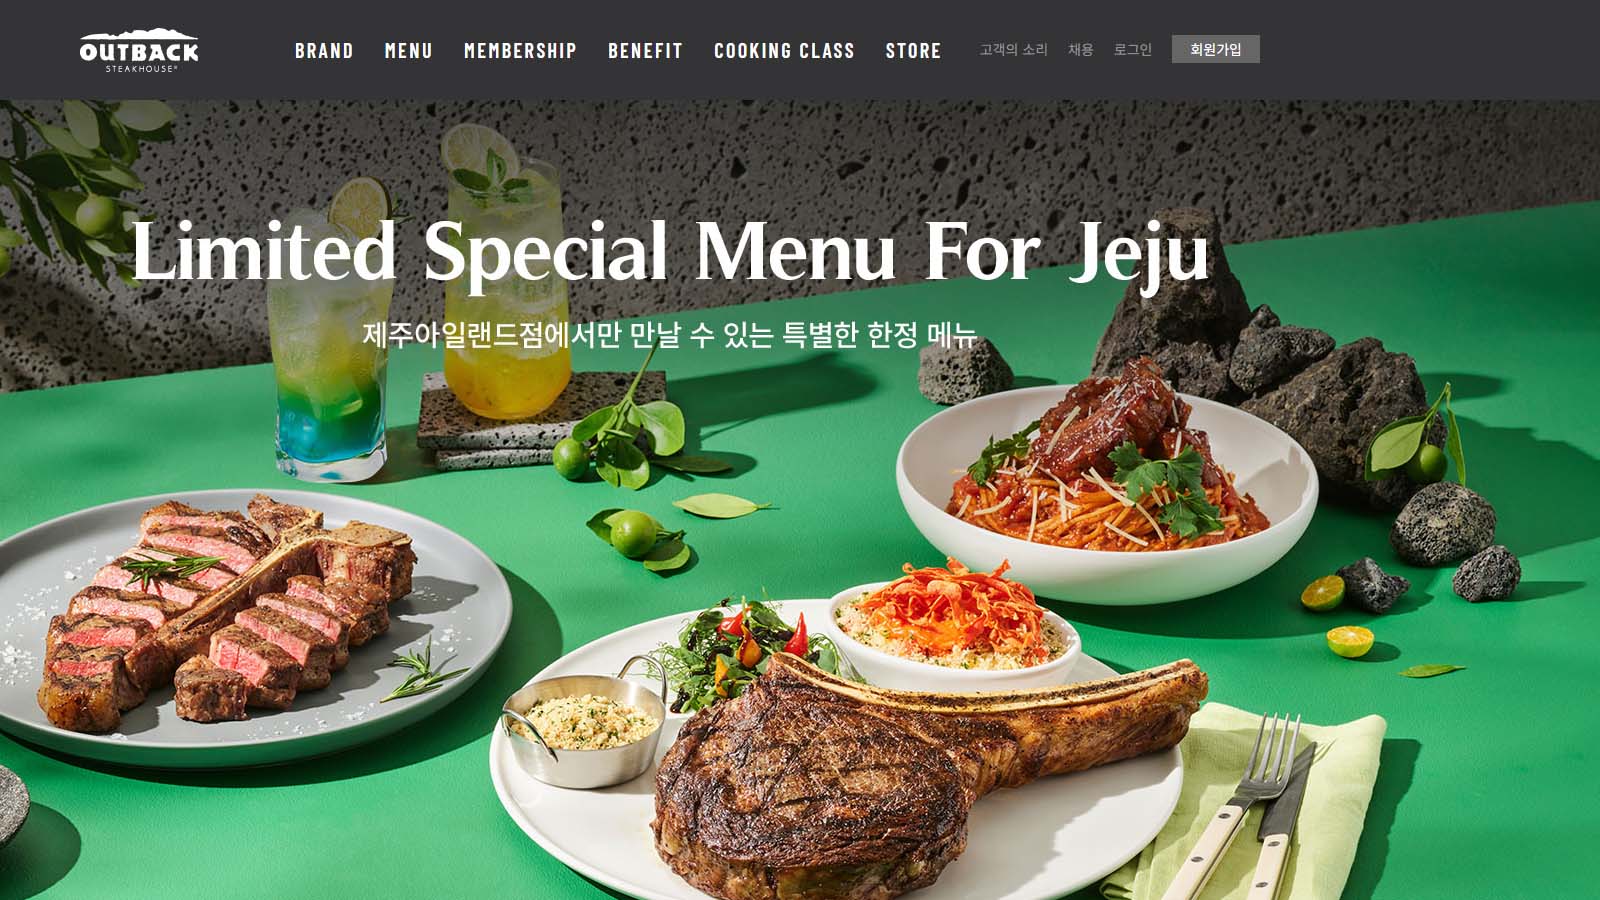 OUTBACK
STEAKHOUSE®
BRAND MENU MEMBERSHIP BENEFIT COOKING CLASS STORE 고객의 소리 채용 로그인 회원가입
Limited Special Menu For Jeju
제주아일랜드점에서만 만날 수 있는 특별한 한정 메뉴